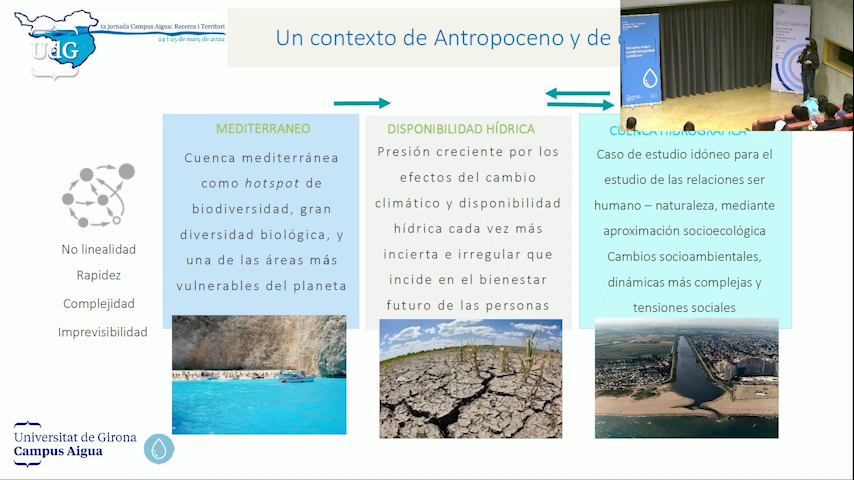 1a jornada Campus Aigua: Recerca i Territori
24 i 25 de març de 2022
UdG
Un contexto de Antropoceno y de
MEDITERRANEO
Cuenca mediterránea
como hotspot de
biodiversidad, gran
diversidad biológica, y
una de las áreas más
vulnerables del planeta
DISPONIBILIDAD HÍDRICA
Presión creciente por los
efectos del cambio
climático y disponibilidad
hídrica cada vez más
incierta e irregular que
incide en el bienestar
futuro de las personas
CUENCA HIDROGRÁFICA
Caso de estudio idóneo para el
estudio de las relaciones ser
humano – naturaleza, mediante
aproximación socioecológica
Cambios socioambientales,
dinámicas más complejas y
tensiones sociales
No linealidad
Rapidez
Complejidad
Imprevisibilidad
Universitat de Girona
Campus Aigua